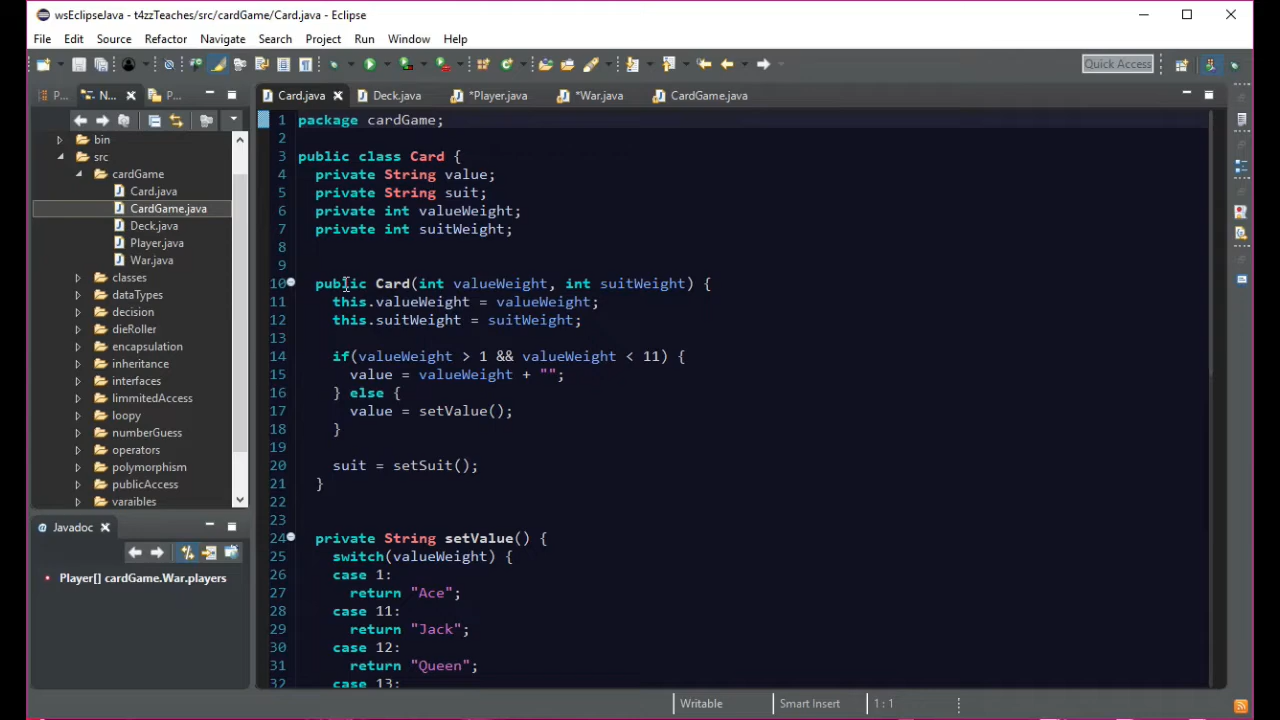 wsEclipseJava - t4zzTeaches/src/cardGame/Card.java - Eclipse
File Edit Source Refactor Navigate Search Project Run Window Help
Quick Access
P... N... P...
Card.java Deck.java *Player.java *War.java CardGame.java
bin
src
cardGame
Card.java
CardGame.java
Deck.java
Player.java
War.java
classes
dataTypes
decision
dieRoller
encapsulation
inheritance
interfaces
limmitedAccess
loopy
numberGuess
operators
polymorphism
publicAccess
varaibles
Javadoc
Player[] cardGame.War.players
1 package cardGame;
2
3 public class Card {
4 private String value;
5 private String suit;
6 private int valueWeight;
7 private int suitWeight;
8
9
10 public Card(int valueWeight, int suitWeight) {
11 this.valueWeight = valueWeight;
12 this.suitWeight = suitWeight;
13
14 if(valueWeight > 1 && valueWeight < 11) {
15 value = valueWeight + "";
16 } else {
17 value = setValue();
18 }
19
20 suit = setSuit();
21 }
22
23
24 private String setValue() {
25 switch(valueWeight) {
26 case 1:
27 return "Ace";
28 case 11:
29 return "Jack";
30 case 12:
31 return "Queen";
32 case 13:
Writable Smart Insert 1 : 1